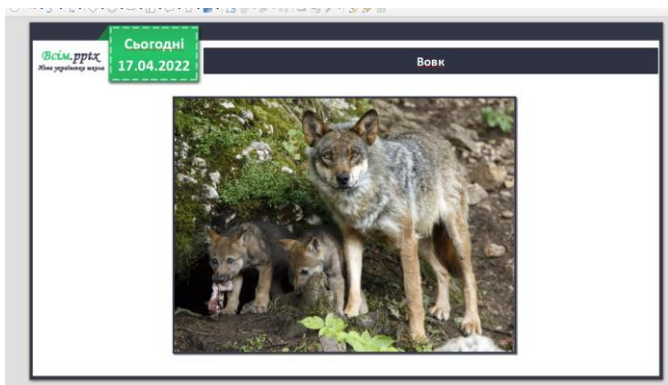 Всім.pptx
Нова українська школа
Сьогодні
17.04.2022
Вовк